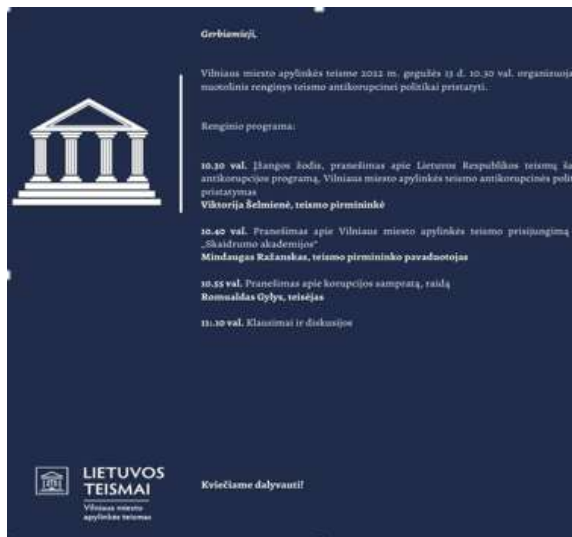 Gerbiamieji,
Vilniaus miesto apylinkės teisme 2022 m. gegužės 13 d. 10.30 val. organizuoja
nuotolinis renginys teismo antikorupcinei politikai pristatyti.
Renginio programa:
10.30 val. Įžangos žodis, pranešimas apie Lietuvos Respublikos teismų ša
antikorupcijos programą, Vilniaus miesto apylinkės teismo antikorupcinės polit
pristatymas
Viktorija Šelmienė, teismo pirmininkė
10.40 val. Pranešimas apie Vilniaus miesto apylinkės teismo prisijungimą
„Skaidrumo akademijos“
Mindaugas Ražanskas, teismo pirmininko pavaduotojas
10.55 val. Pranešimas apie korupcijos sampratą, raidą
Romualdas Gylys, teisėjas
11.10 val. Klausimai ir diskusijos
LIETUVOS
TEISMAI
Vilniaus miesto
apylinkės teismas
Kviečiame dalyvauti!